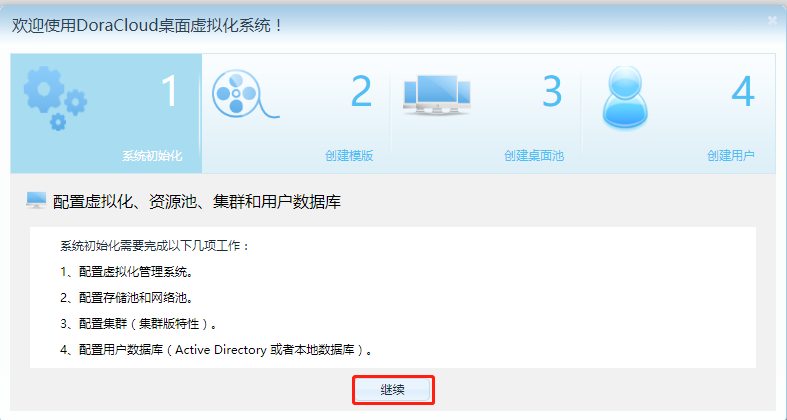 欢迎使用DoraCloud桌面虚拟化系统！
1 2 3 4
系统初始化 创建模版 创建桌面池 创建用户
配置虚拟化、资源池、集群和用户数据库
系统初始化需要完成以下几项工作：
1、配置虚拟化管理系统。
2、配置存储池和网络池。
3、配置集群（集群版特性）。
4、配置用户数据库（Active Directory 或者本地数据库）。
继续